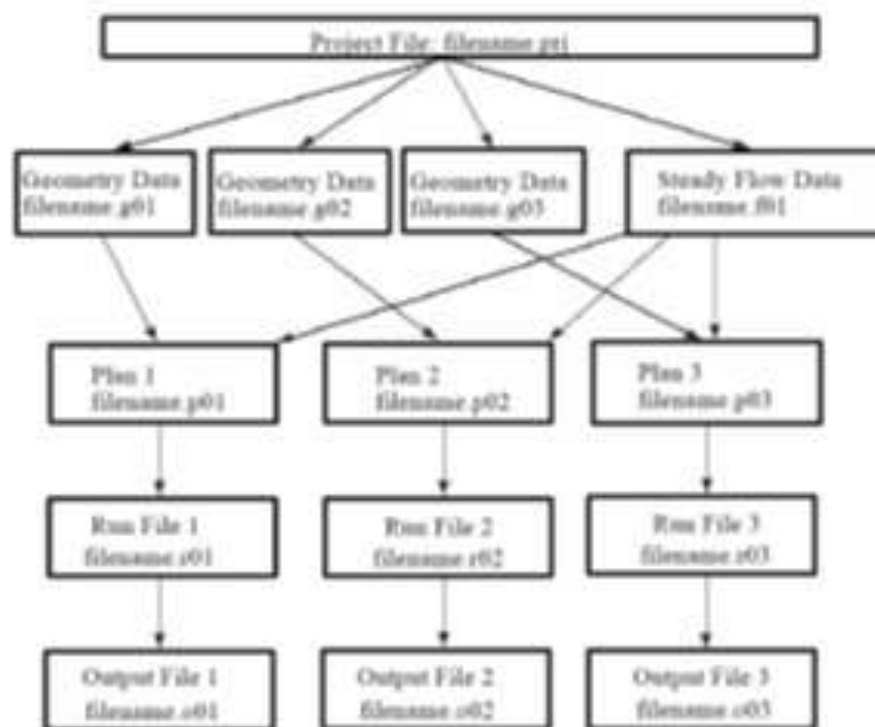 Project File: filename.prj
Geometry Data
filename.g01
Geometry Data
filename.g02
Geometry Data
filename.g03
Steady Flow Data
filename.f01
Plan 1
filename.p01
Plan 2
filename.p02
Plan 3
filename.p03
Run File 1
filename.r01
Run File 2
filename.r02
Run File 3
filename.r03
Output File 1
filename.o01
Output File 2
filename.o02
Output File 3
filename.o03